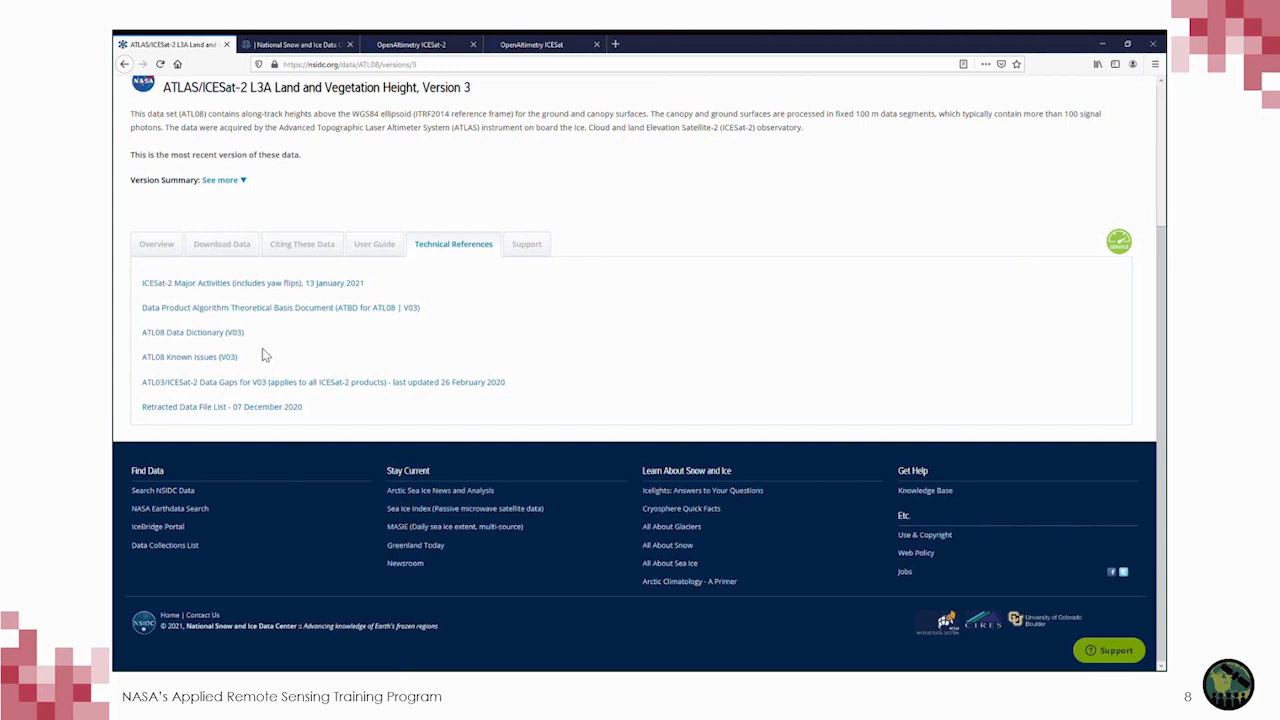 ATLAS/ICESat-2 L3A Land and
| National Snow and Ice Data C
OpenAltimetry ICESat-2
OpenAltimetry ICESat
https://nsidc.org/data/ATL08/versions/3
NASA
ATLAS/ICESat-2 L3A Land and Vegetation Height, Version 3
This data set (ATL08) contains along-track heights above the WGS84 ellipsoid (ITRF2014 reference frame) for the ground and canopy surfaces. The canopy and ground surfaces are processed in fixed 100 m data segments, which typically contain more than 100 signal
photons. The data were acquired by the Advanced Topographic Laser Altimeter System (ATLAS) instrument on board the Ice, Cloud and land Elevation Satellite-2 (ICESat-2) observatory.
This is the most recent version of these data.
Version Summary: See more ▼
Overview
Download Data
Citing These Data
User Guide
Technical References
Support
ICESat-2 Major Activities (includes yaw flips), 13 January 2021
Data Product Algorithm Theoretical Basis Document (ATBD for ATL08 | V03)
ATL08 Data Dictionary (V03)
ATL08 Known Issues (V03)
ATL03/ICESat-2 Data Gaps for V03 (applies to all ICESat-2 products) - last updated 26 February 2020
Retracted Data File List - 07 December 2020
Find Data
Search NSIDC Data
NASA Earthdata Search
IceBridge Portal
Data Collections List
Stay Current
Arctic Sea Ice News and Analysis
Sea Ice Index (Passive microwave satellite data)
MASIE (Daily sea ice extent, multi-source)
Greenland Today
Newsroom
Learn About Snow and Ice
Icelights: Answers to Your Questions
Cryosphere Quick Facts
All About Glaciers
All About Snow
All About Sea Ice
Arctic Climatology - A Primer
Get Help
Knowledge Base
Etc.
Use & Copyright
Web Policy
Jobs
NSIDC
Home | Contact Us
© 2021, National Snow and Ice Data Center :: Advancing knowledge of Earth's frozen regions
CIRES
University of Colorado
Boulder
Support
NASA's Applied Remote Sensing Training Program
8